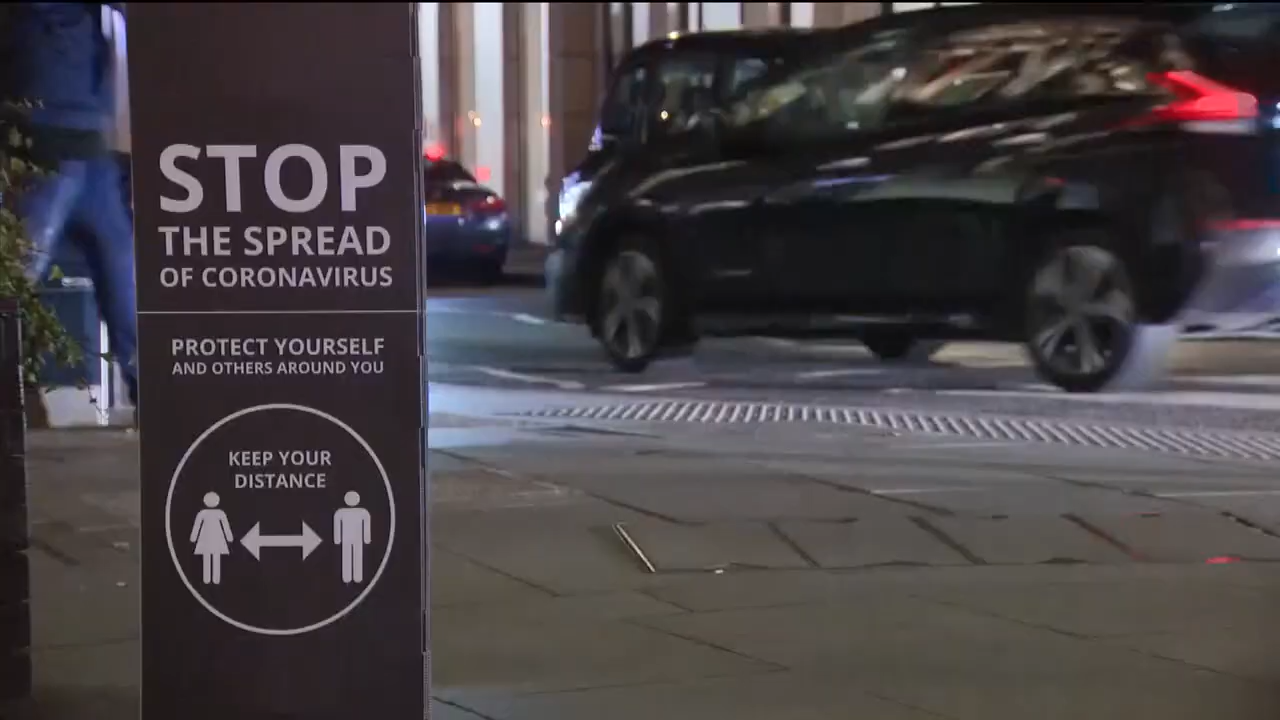 STOP
THE SPREAD
OF CORONAVIRUS
PROTECT YOURSELF
AND OTHERS AROUND YOU
KEEP YOUR
DISTANCE